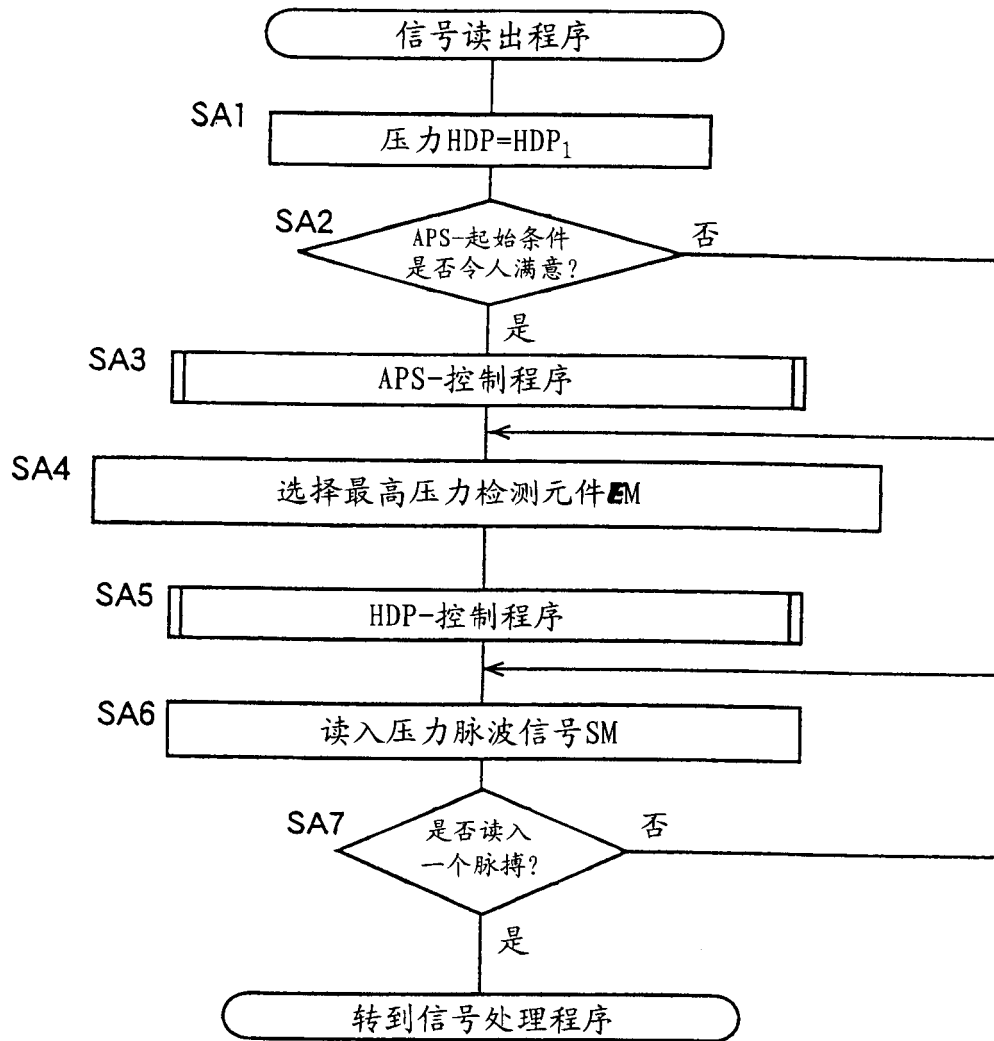 信号读出程序
SA1
压力HDP=HDP₁
SA2
APS-起始条件
是否令人满意?
否
是
SA3
APS-控制程序
SA4
选择最高压力检测元件EM
SA5
HDP-控制程序
SA6
读入压力脉波信号SM
SA7
是否读入
一个脉搏?
否
是
转到信号处理程序